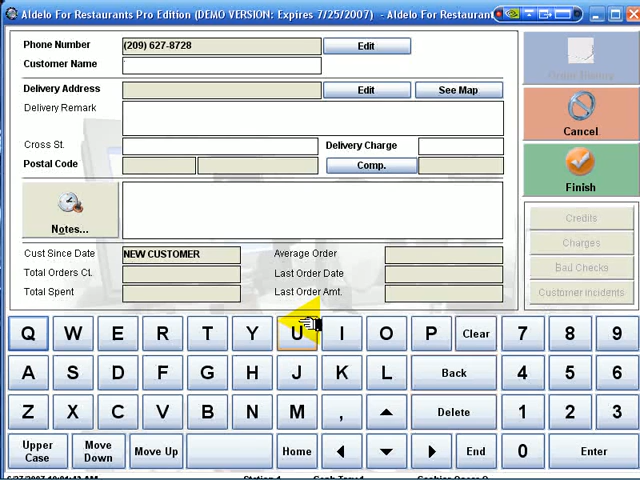 Aldelo For Restaurants Pro Edition (DEMO VERSION: Expires 7/25/2007) - Aldelo For Restaurant
Phone Number (209) 627-8728 Edit
Customer Name
Delivery Address Edit See Map
Delivery Remark
Cross St. Delivery Charge
Postal Code Comp.
Notes...
Cust Since Date NEW CUSTOMER Average Order
Total Orders Ct. Last Order Date
Total Spent Last Order Amt.
Cancel
Finish
Credits
Charges
Bad Checks
Customer Incidents
Q W E R T Y U I O P Clear 7 8 9
A S D F G H J K L Back 4 5 6
Z X C V B N M , Delete 1 2 3
Upper Case Move Down Move Up Home End 0 Enter